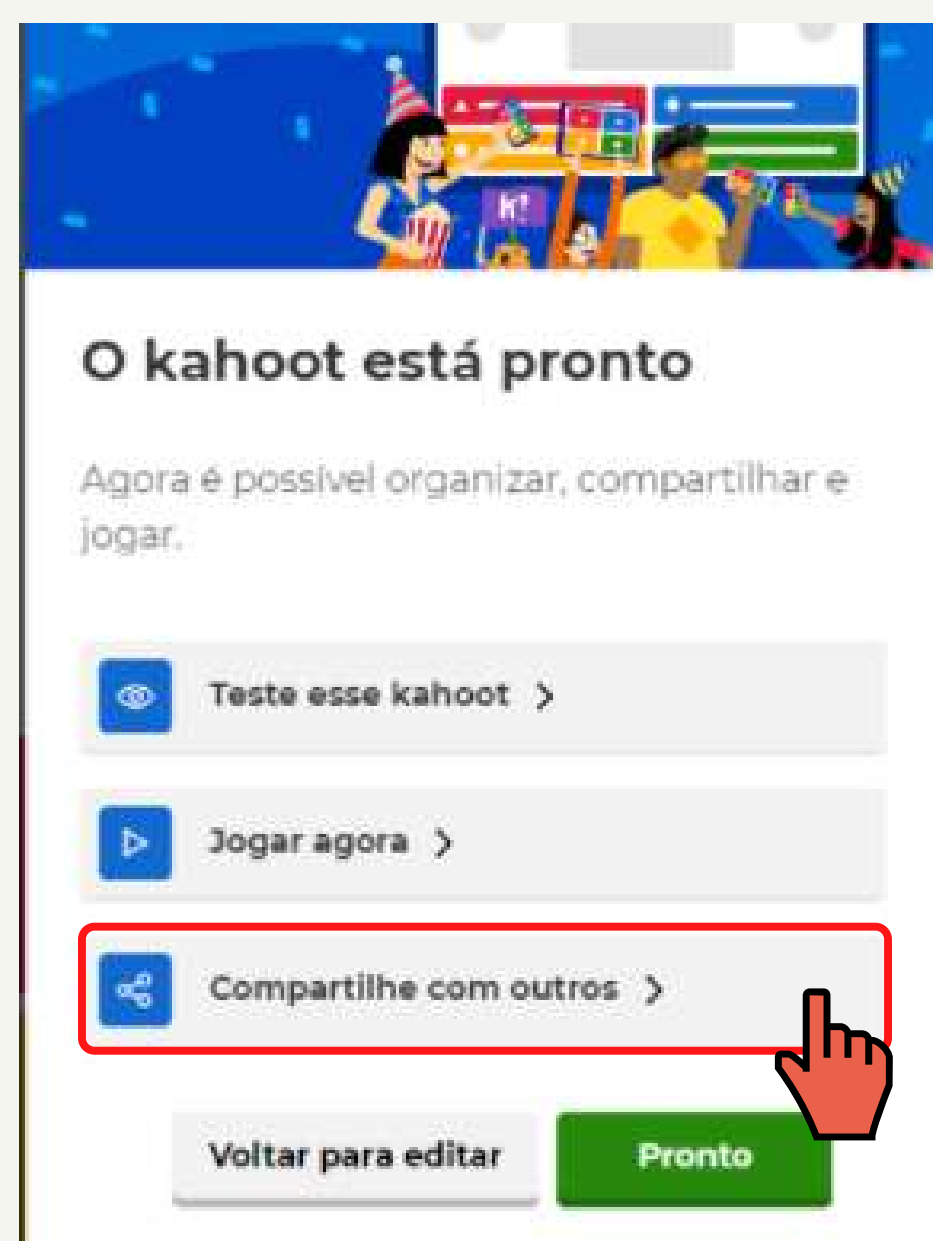 K!
O kahoot está pronto
Agora é possível organizar, compartilhar e
jogar.
Teste esse kahoot >
Jogar agora >
Compartilhe com outros >
Voltar para editar
Pronto